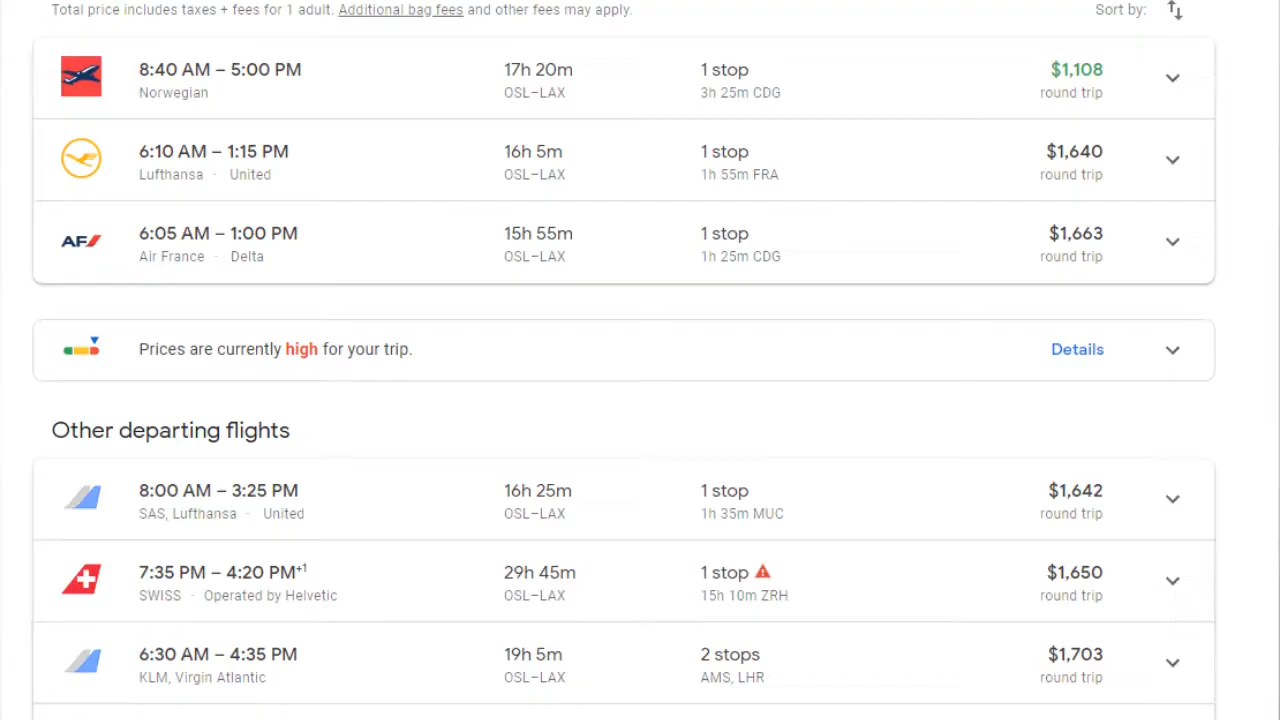 Total price includes taxes + fees for 1 adult. Additional bag fees and other fees may apply. Sort by:
8:40 AM – 5:00 PM 17h 20m 1 stop $1,108
Norwegian OSL–LAX 3h 25m CDG round trip
6:10 AM – 1:15 PM 16h 5m 1 stop $1,640
Lufthansa · United OSL–LAX 1h 55m FRA round trip
AF 6:05 AM – 1:00 PM 15h 55m 1 stop $1,663
Air France · Delta OSL–LAX 1h 25m CDG round trip
Prices are currently high for your trip. Details
Other departing flights
8:00 AM – 3:25 PM 16h 25m 1 stop $1,642
SAS, Lufthansa · United OSL–LAX 1h 35m MUC round trip
7:35 PM – 4:20 PM+1 29h 45m 1 stop $1,650
SWISS · Operated by Helvetic OSL–LAX 15h 10m ZRH round trip
6:30 AM – 4:35 PM 19h 5m 2 stops $1,703
KLM, Virgin Atlantic OSL–LAX AMS, LHR round trip